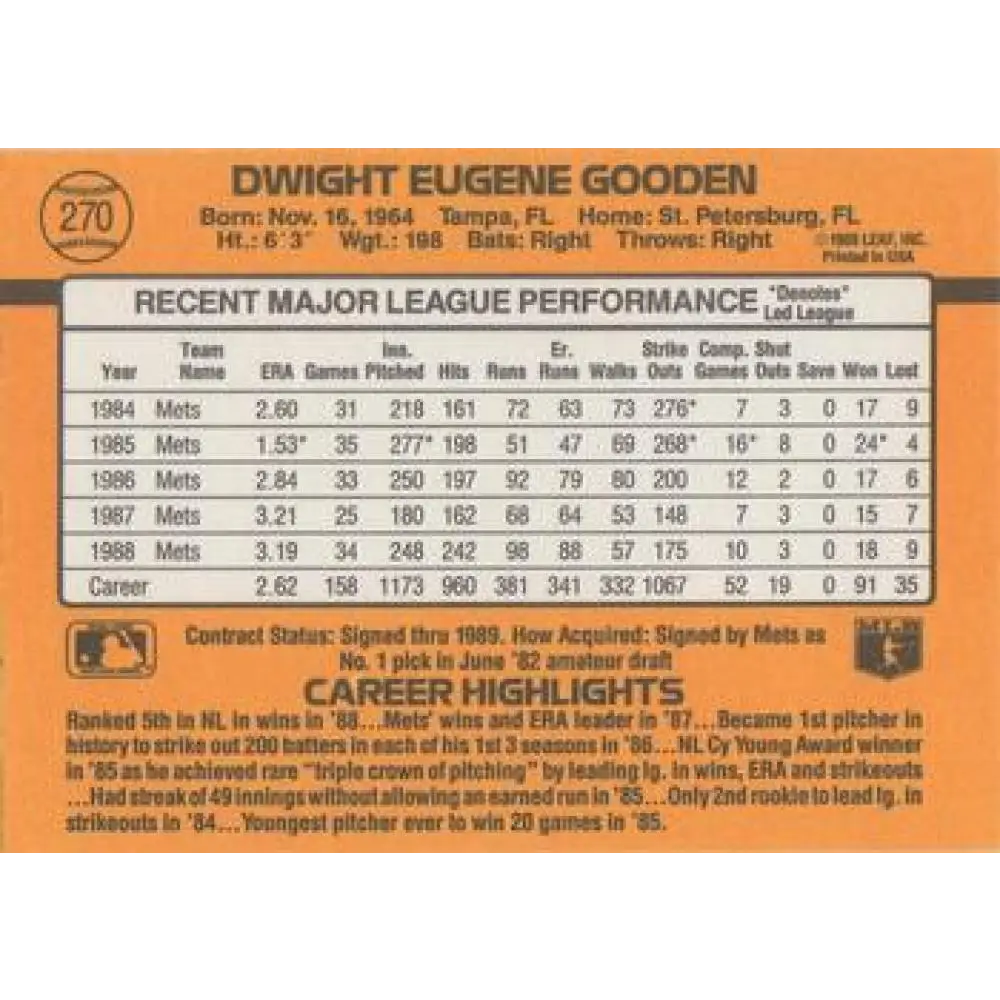 270
DWIGHT EUGENE GOODEN
Born: Nov. 16, 1964 Tampa, FL Home: St. Petersburg, FL
Ht.: 6'3" Wgt.: 198 Bats: Right Throws: Right
LEAF, INC.
Printed in USA
RECENT MAJOR LEAGUE PERFORMANCE *Denotes" Led League
Year Team Name ERA Games Inn. Pitched Hits Runs Er. Runs Walks Strike Outs Comp. Games Shut Outs Save Won Lost
1984 Mets 2.60 31 218 161 72 63 73 276* 7 3 0 17 9
1985 Mets 1.53* 35 277* 198 51 47 69 268* 16* 8 0 24* 4
1986 Mets 2.84 33 250 197 92 79 80 200 12 2 0 17 6
1987 Mets 3.21 25 180 162 68 64 53 148 7 3 0 15 7
1988 Mets 3.19 34 248 242 98 88 57 175 10 3 0 18 9
Career 2.62 158 1173 960 381 341 332 1067 52 19 0 91 35
Contract Status: Signed thru 1989. How Acquired: Signed by Mets as
No. 1 pick in June '82 amateur draft
CAREER HIGHLIGHTS
Ranked 5th in NL in wins in '88...Mets' wins and ERA leader in '87...Became 1st pitcher in
history to strike out 200 batters in each of his 1st 3 seasons in '86...NL Cy Young Award winner
in '85 as he achieved rare "triple crown of pitching" by leading lg. in wins, ERA and strikeouts
...Had streak of 49 innings without allowing an earned run in '85...Only 2nd rookie to lead lg. in
strikeouts in '84...Youngest pitcher ever to win 20 games in '85.